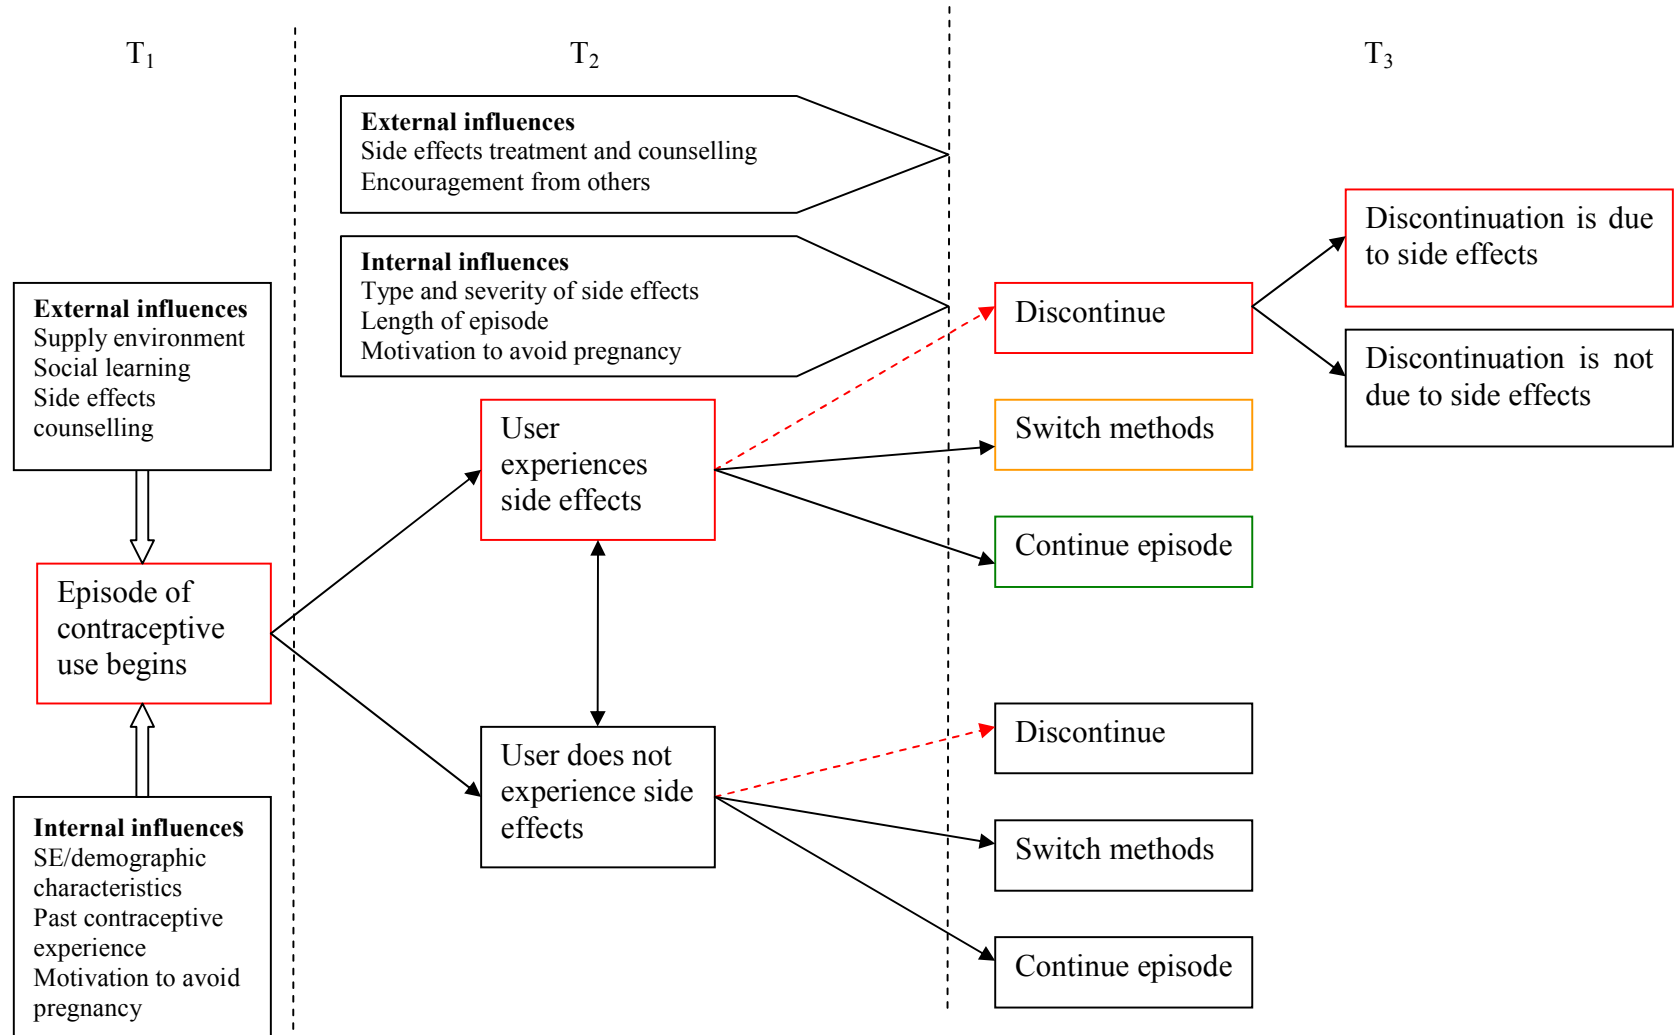 T₁
T₂
T₃
External influences
Supply environment
Social learning
Side effects
counselling
Episode of
contraceptive
use begins
Internal influences
SE/demographic
characteristics
Past contraceptive
experience
Motivation to avoid
pregnancy
External influences
Side effects treatment and counselling
Encouragement from others
Internal influences
Type and severity of side effects
Length of episode
Motivation to avoid pregnancy
User
experiences
side effects
User does not
experience side
effects
Discontinue
Switch methods
Continue episode
Discontinue
Switch methods
Continue episode
Discontinuation is due
to side effects
Discontinuation is not
due to side effects